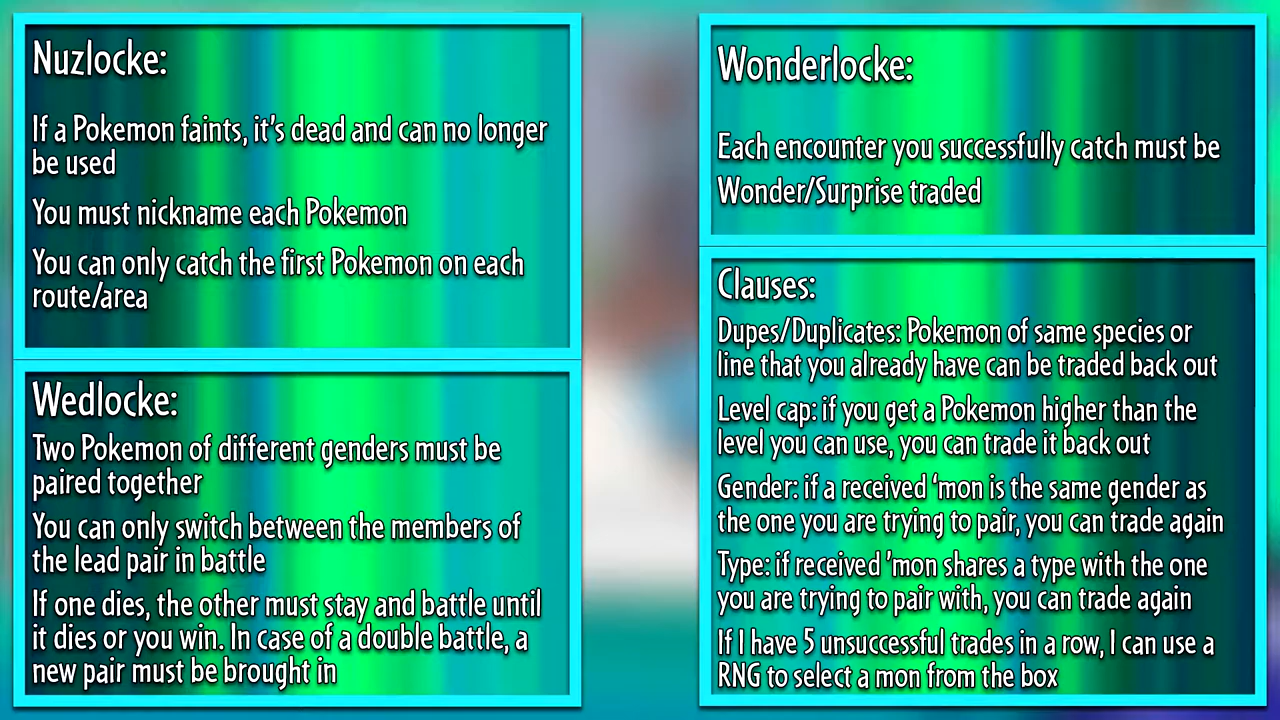 Nuzlocke:
If a Pokemon faints, it's dead and can no longer
be used
You must nickname each Pokemon
You can only catch the first Pokemon on each
route/area
Wedlocke:
Two Pokemon of different genders must be
paired together
You can only switch between the members of
the lead pair in battle
If one dies, the other must stay and battle until
it dies or you win. In case of a double battle, a
new pair must be brought in
Wonderlocke:
Each encounter you successfully catch must be
Wonder/Surprise traded
Clauses:
Dupes/Duplicates: Pokemon of same species or
line that you already have can be traded back out
Level cap: if you get a Pokemon higher than the
level you can use, you can trade it back out
Gender: if a received ‘mon is the same gender as
the one you are trying to pair, you can trade again
Type: if received ’mon shares a type with the one
you are trying to pair with, you can trade again
If I have 5 unsuccessful trades in a row, I can use a
RNG to select a mon from the box